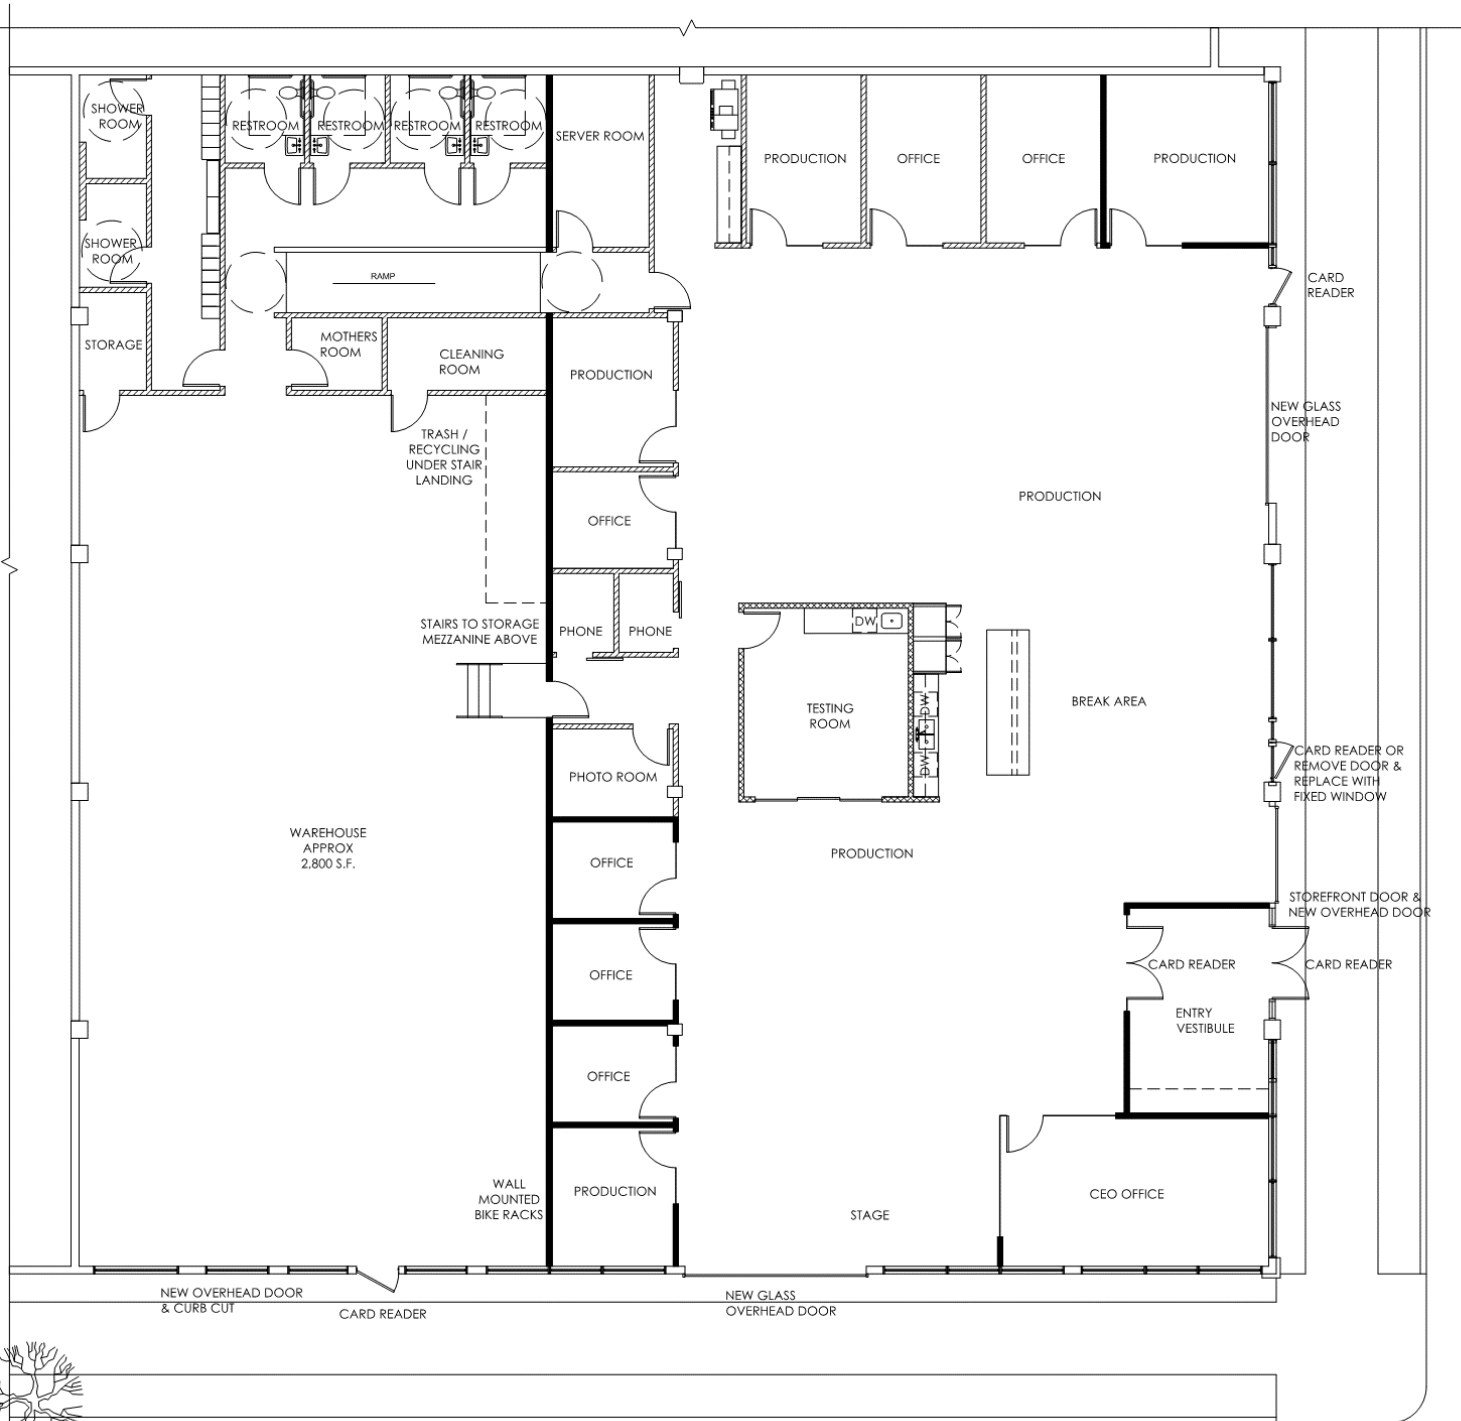 SHOWER
ROOM
RESTROOM
RESTROOM
RESTROOM
RESTROOM
SERVER ROOM
PRODUCTION
OFFICE
OFFICE
PRODUCTION
SHOWER
ROOM
RAMP
CARD
READER
STORAGE
MOTHERS
ROOM
CLEANING
ROOM
PRODUCTION
NEW GLASS
OVERHEAD
DOOR
TRASH /
RECYCLING
UNDER STAIR
LANDING
PRODUCTION
OFFICE
STAIRS TO STORAGE
MEZZANINE ABOVE
PHONE
PHONE
DW
TESTING
ROOM
DW
DW
BREAK AREA
CARD READER OR
REMOVE DOOR &
REPLACE WITH
FIXED WINDOW
PHOTO ROOM
WAREHOUSE
APPROX
2,800 S.F.
OFFICE
PRODUCTION
STOREFRONT DOOR &
NEW OVERHEAD DOOR
OFFICE
CARD READER
CARD READER
ENTRY
VESTIBULE
OFFICE
WALL
MOUNTED
BIKE RACKS
PRODUCTION
STAGE
CEO OFFICE
NEW OVERHEAD DOOR
& CURB CUT
CARD READER
NEW GLASS
OVERHEAD DOOR